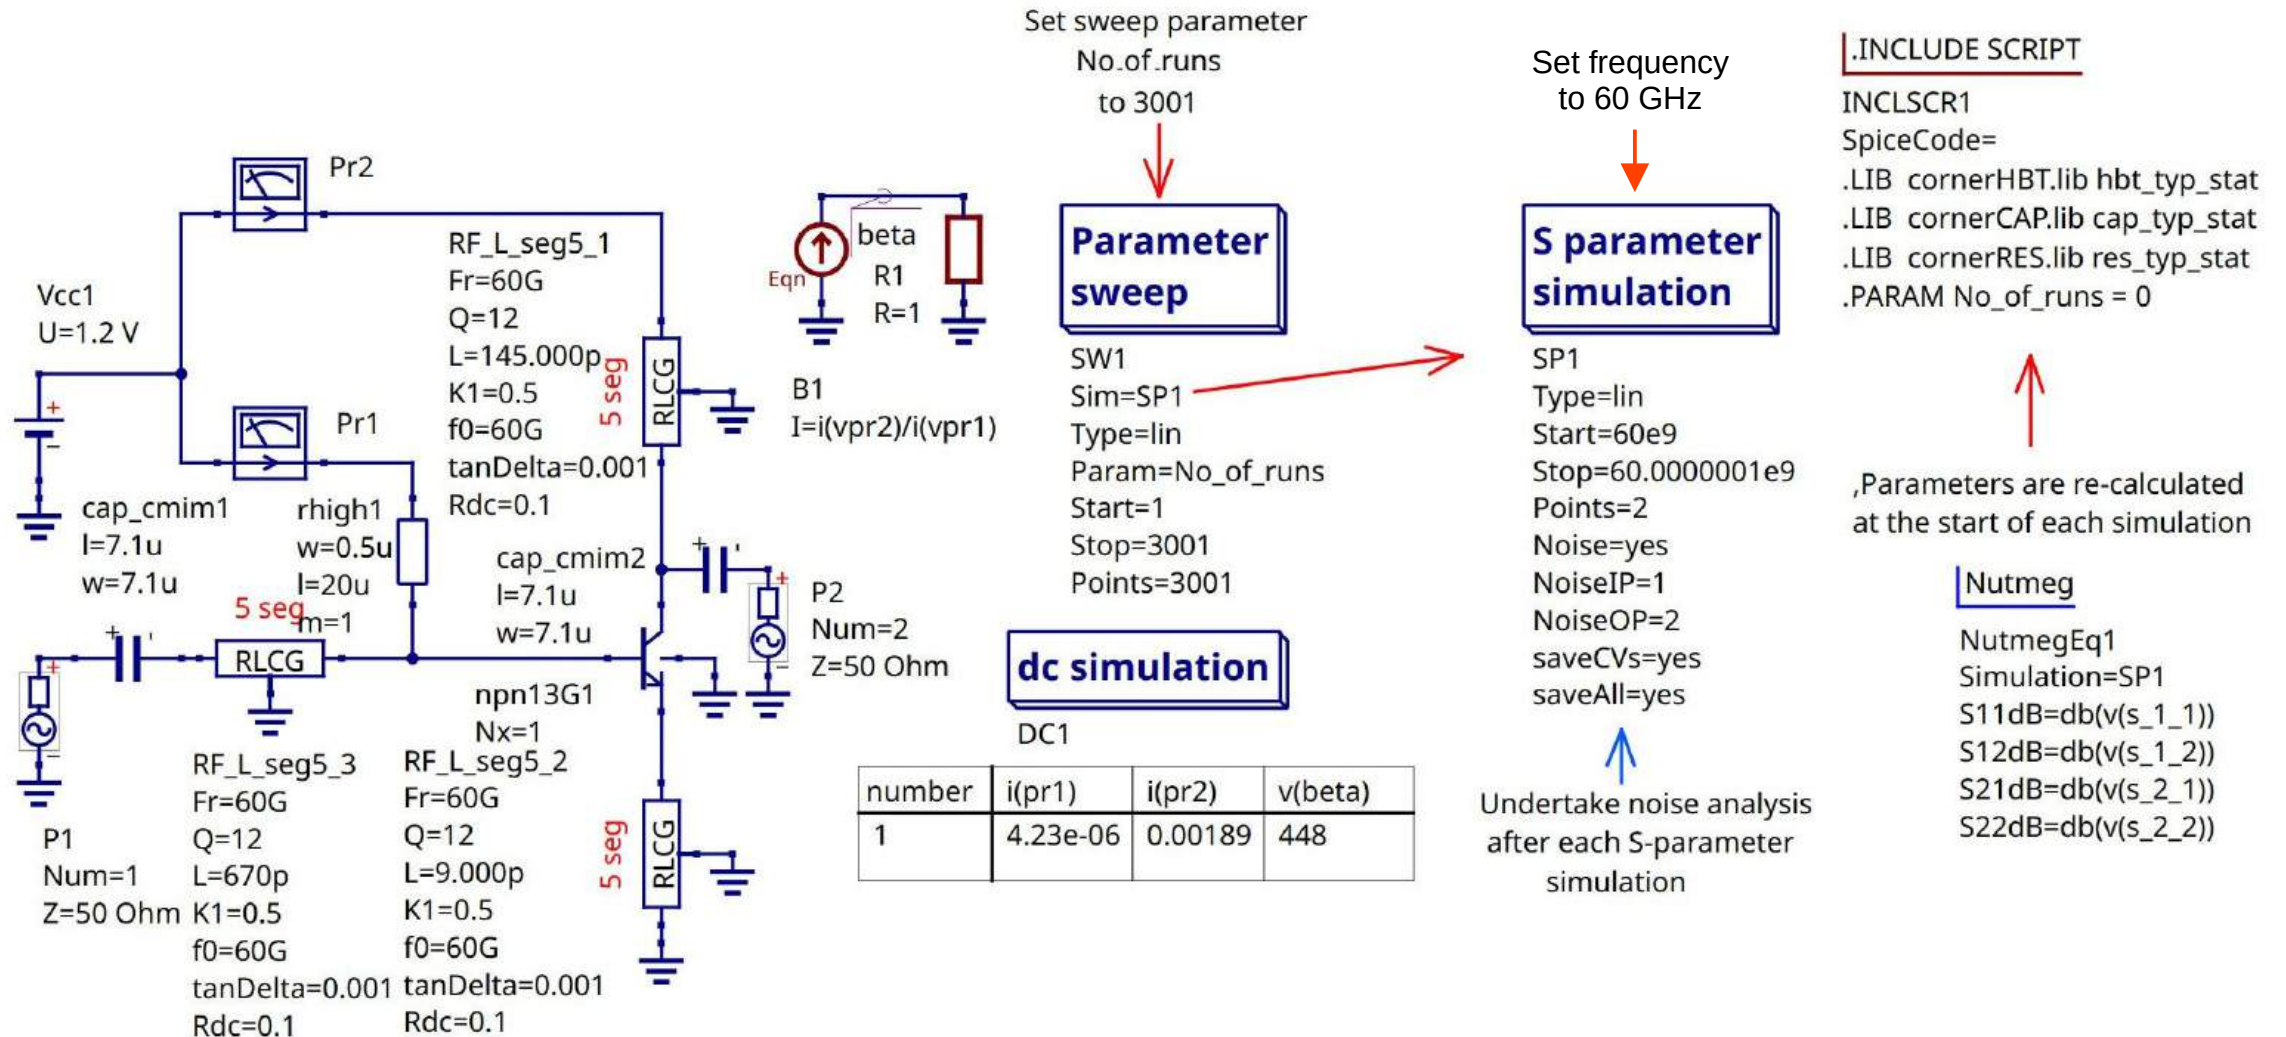 Set sweep parameter
No.of.runs
to 3001
Set frequency
to 60 GHz
.INCLUDE SCRIPT
INCLSCR1
SpiceCode=
.LIB cornerHBT.lib hbt_typ_stat
.LIB cornerCAP.lib cap_typ_stat
.LIB cornerRES.lib res_typ_stat
.PARAM No_of_runs = 0
,Parameters are re-calculated
at the start of each simulation
Nutmeg
NutmegEq1
Simulation=SP1
S11dB=db(v(s_1_1))
S12dB=db(v(s_1_2))
S21dB=db(v(s_2_1))
S22dB=db(v(s_2_2))
Pr2
Vcc1
U=1.2 V
+
−
Pr1
RF_L_seg5_1
Fr=60G
Q=12
L=145.000p
K1=0.5
f0=60G
tanDelta=0.001
Rdc=0.1
5 seg
RLCG
beta
Eqn
R1
R=1
B1
I=i(vpr2)/i(vpr1)
Parameter
sweep
SW1
Sim=SP1
Type=lin
Param=No_of_runs
Start=1
Stop=3001
Points=3001
S parameter
simulation
SP1
Type=lin
Start=60e9
Stop=60.0000001e9
Points=2
Noise=yes
NoiseIP=1
NoiseOP=2
saveCVs=yes
saveAll=yes
Undertake noise analysis
after each S-parameter
simulation
cap_cmim1
l=7.1u
w=7.1u
rhigh1
w=0.5u
l=20u
m=1
5 seg
+
RLCG
cap_cmim2
l=7.1u
w=7.1u
+
+
−
P2
Num=2
Z=50 Ohm
npn13G1
Nx=1
dc simulation
DC1
number i(pr1) i(pr2) v(beta)
1 4.23e-06 0.00189 448
+
−
P1
Num=1
Z=50 Ohm
RF_L_seg5_3
Fr=60G
Q=12
L=670p
K1=0.5
f0=60G
tanDelta=0.001
Rdc=0.1
RF_L_seg5_2
Fr=60G
Q=12
L=9.000p
K1=0.5
f0=60G
tanDelta=0.001
Rdc=0.1
5 seg
RLCG